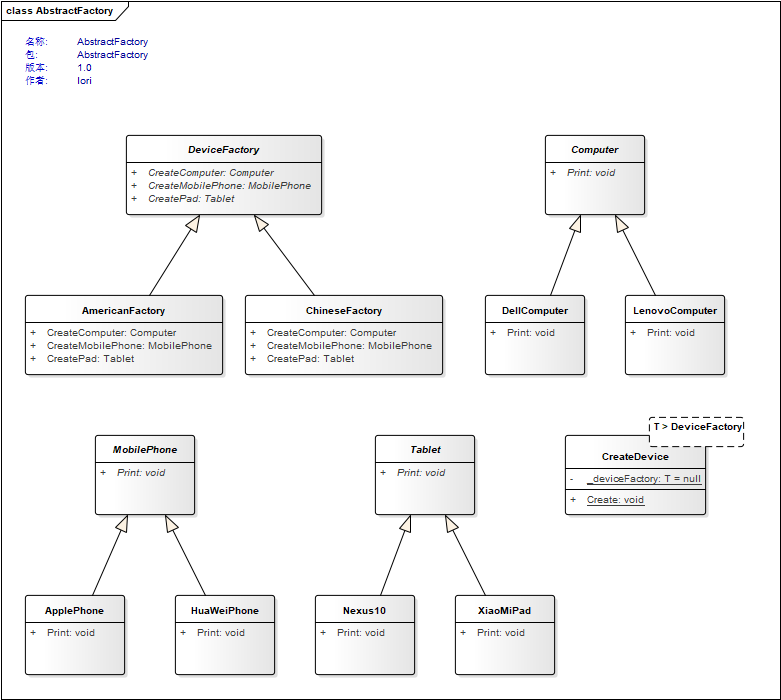 class AbstractFactory
名称: AbstractFactory
包: AbstractFactory
版本: 1.0
作者: Iori
DeviceFactory
+ CreateComputer: Computer
+ CreateMobilePhone: MobilePhone
+ CreatePad: Tablet
Computer
+ Print: void
AmericanFactory
+ CreateComputer: Computer
+ CreateMobilePhone: MobilePhone
+ CreatePad: Tablet
ChineseFactory
+ CreateComputer: Computer
+ CreateMobilePhone: MobilePhone
+ CreatePad: Tablet
DellComputer
+ Print: void
LenovoComputer
+ Print: void
MobilePhone
+ Print: void
Tablet
+ Print: void
T > DeviceFactory
CreateDevice
- _deviceFactory: T = null
+ Create: void
ApplePhone
+ Print: void
HuaWeiPhone
+ Print: void
Nexus10
+ Print: void
XiaoMiPad
+ Print: void